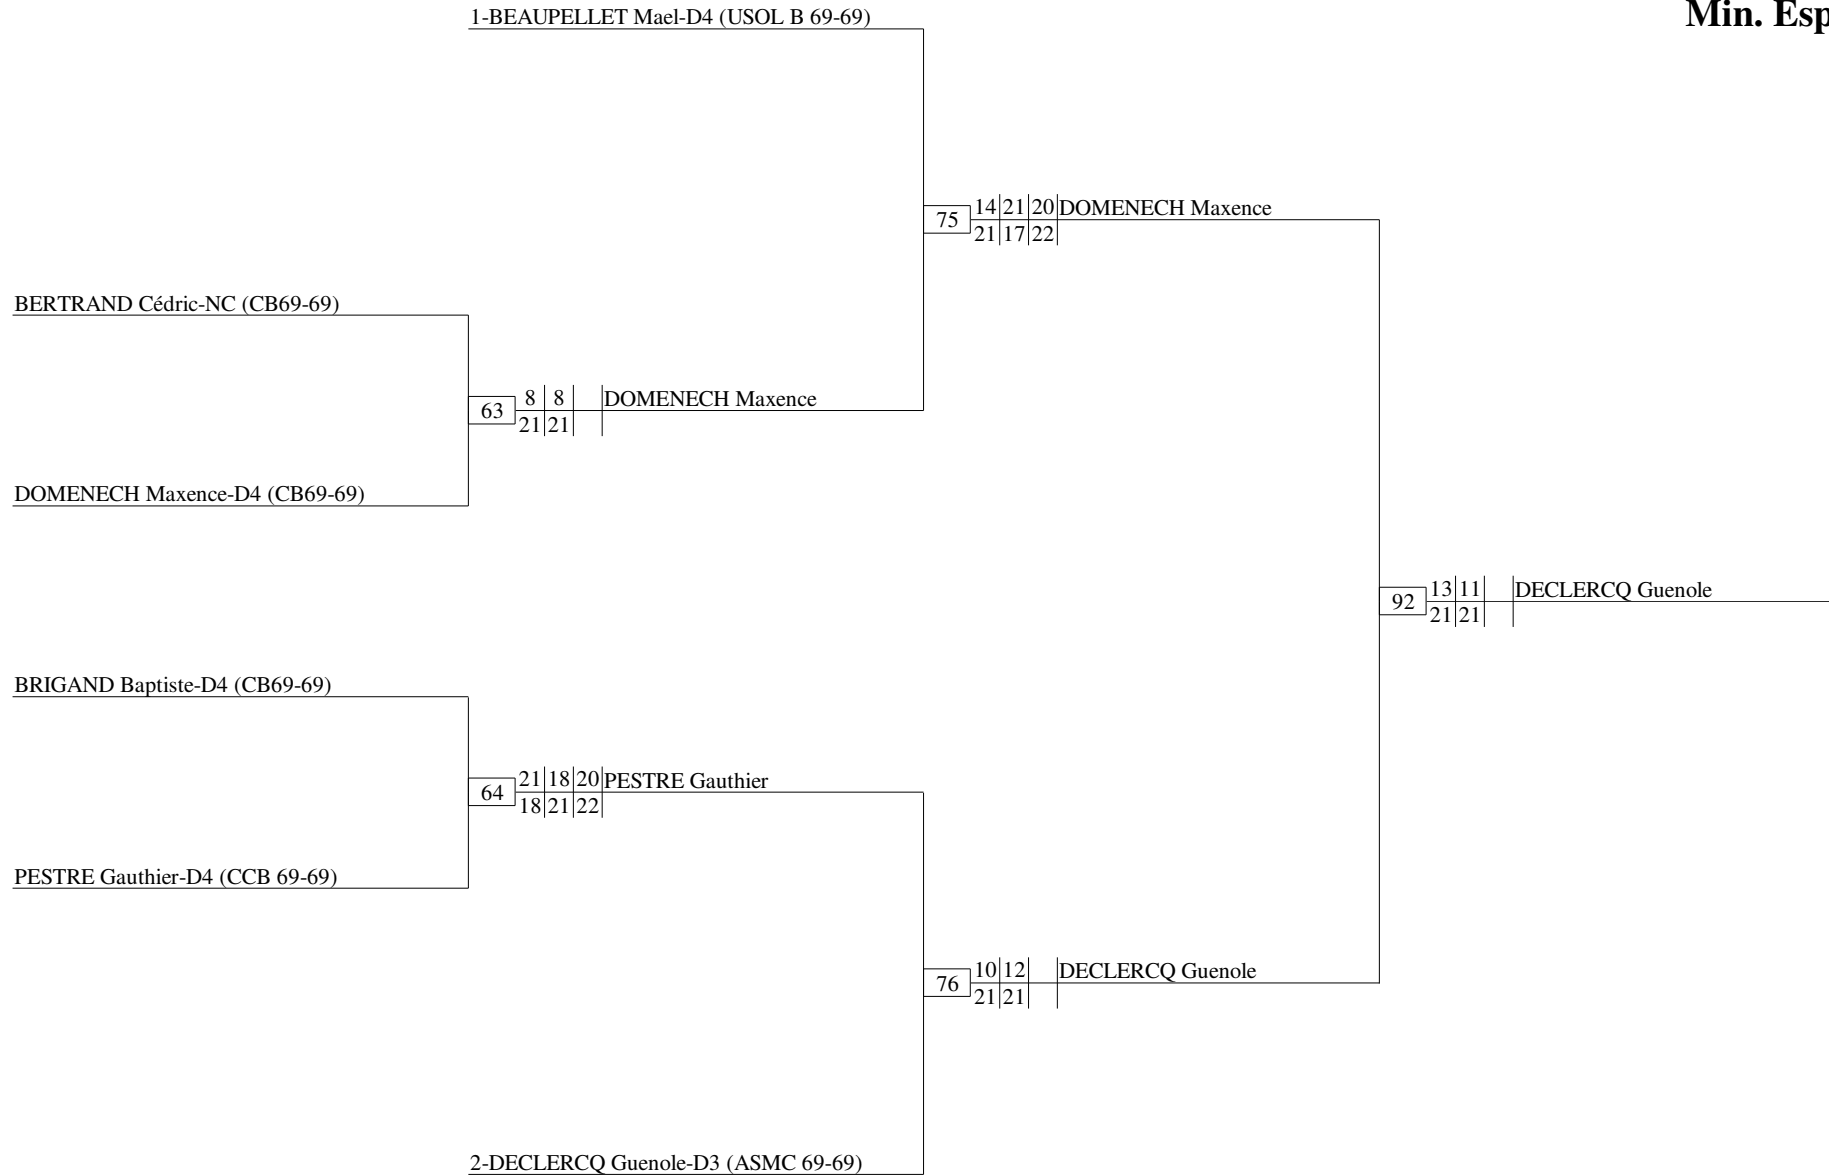 1-BEAUPELLET Mael-D4 (USOL B 69-69)
Min. Esp
14 21 20 DOMENECH Maxence
75
21 17 22
BERTRAND Cédric-NC (CB69-69)
8 8 DOMENECH Maxence
63
21 21
DOMENECH Maxence-D4 (CB69-69)
13 11 DECLERCQ Guenole
92
21 21
BRIGAND Baptiste-D4 (CB69-69)
21 18 20 PESTRE Gauthier
64
18 21 22
PESTRE Gauthier-D4 (CCB 69-69)
10 12 DECLERCQ Guenole
76
21 21
2-DECLERCQ Guenole-D3 (ASMC 69-69)